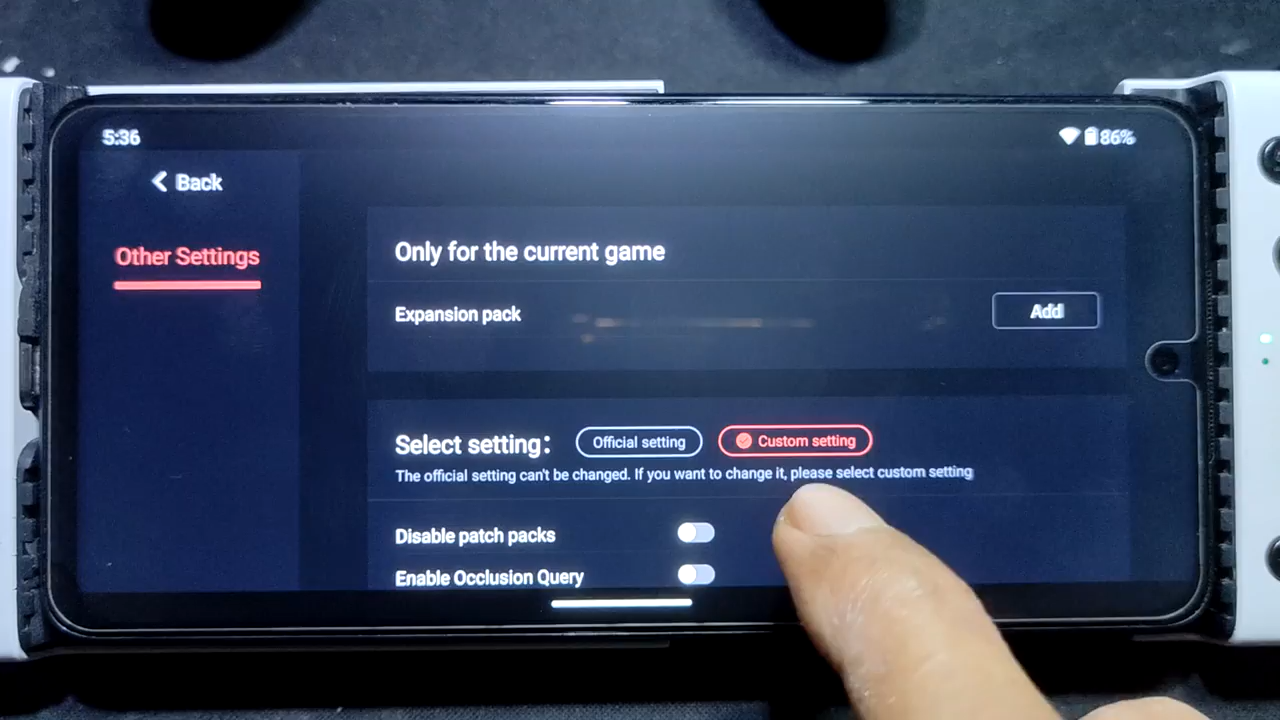 5:36
86%
Back
Other Settings
Only for the current game
Expansion pack
Add
Select setting:
Official setting
Custom setting
The official setting can't be changed. If you want to change it, please select custom setting
Disable patch packs
Enable Occlusion Query